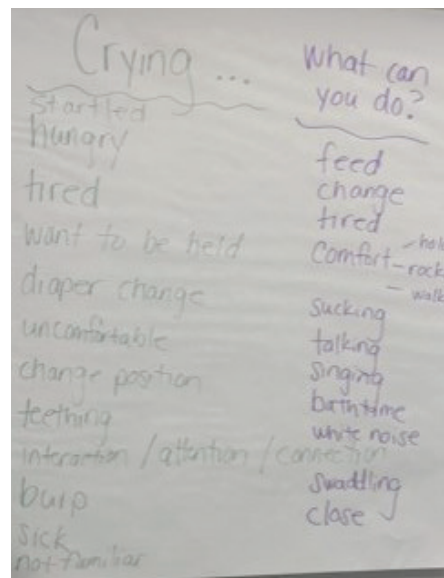 Crying ...
startled
hungry
tired
want to be held
diaper change
uncomfortable
change position
teething
interaction / attention / connection
burp
sick
not familiar
What can
you do?
feed
change
tired
Comfort - hold
- rock
- walk
sucking
talking
singing
bathtime
white noise
swaddling
close